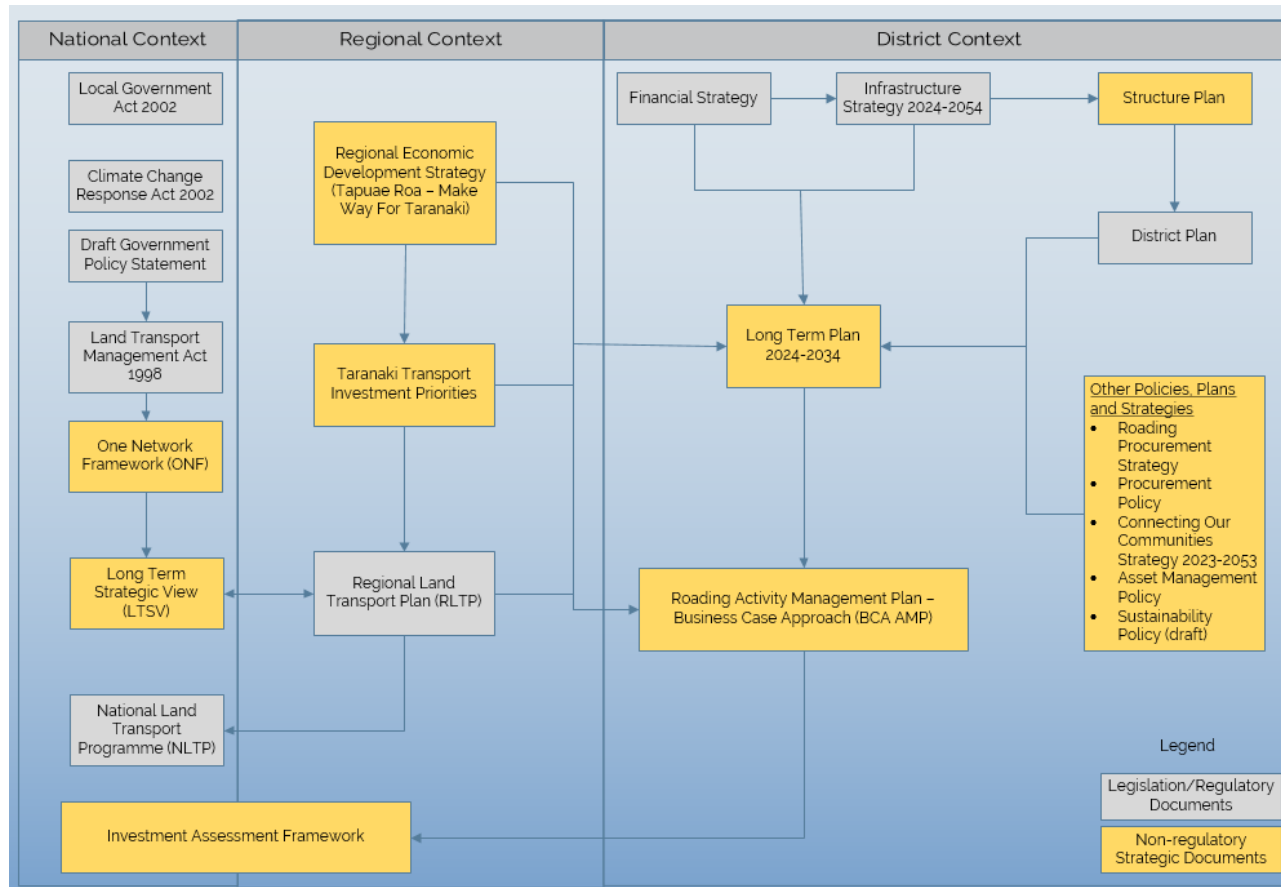 National Context
Regional Context
District Context
Local Government
Act 2002
Climate Change
Response Act 2002
Draft Government
Policy Statement
Land Transport
Management Act
1998
One Network
Framework (ONF)
Long Term
Strategic View
(LTSV)
National Land
Transport
Programme (NLTP)
Investment Assessment Framework
Regional Economic
Development Strategy
(Tapuae Roa – Make
Way For Taranaki)
Taranaki Transport
Investment Priorities
Regional Land
Transport Plan (RLTP)
Financial Strategy
Infrastructure
Strategy 2024-2054
Structure Plan
District Plan
Long Term Plan
2024-2034
Roading Activity Management Plan –
Business Case Approach (BCA AMP)
Other Policies, Plans
and Strategies
• Roading
Procurement
Strategy
• Procurement
Policy
• Connecting Our
Communities
Strategy 2023-2053
• Asset Management
Policy
• Sustainability
Policy (draft)
Legend
Legislation/Regulatory
Documents
Non-regulatory
Strategic Documents